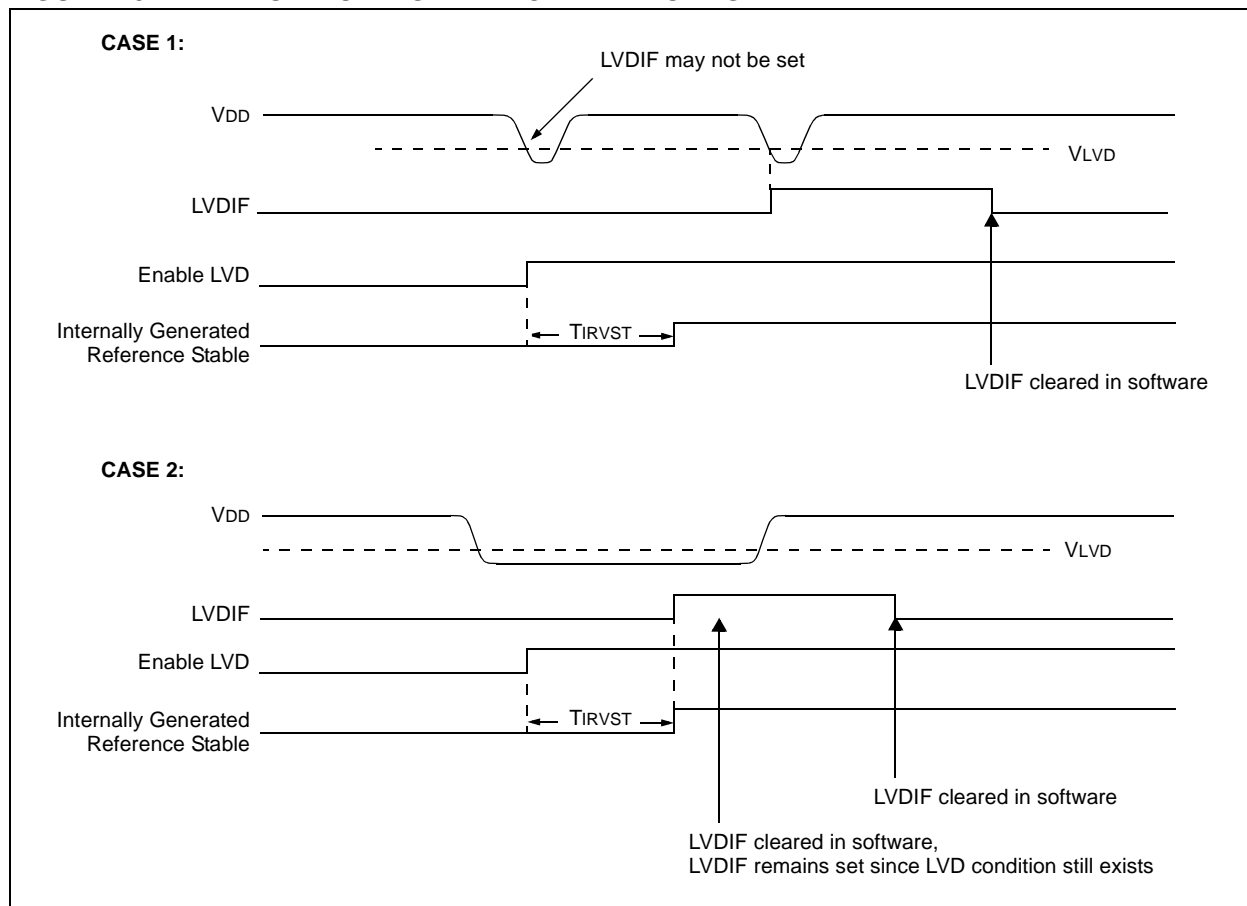 CASE 1:
LVDIF may not be set
VDD
VLVD
LVDIF
Enable LVD
TIRVST
Internally Generated
Reference Stable
LVDIF cleared in software
CASE 2:
VDD
VLVD
LVDIF
Enable LVD
TIRVST
Internally Generated
Reference Stable
LVDIF cleared in software
LVDIF cleared in software,
LVDIF remains set since LVD condition still exists